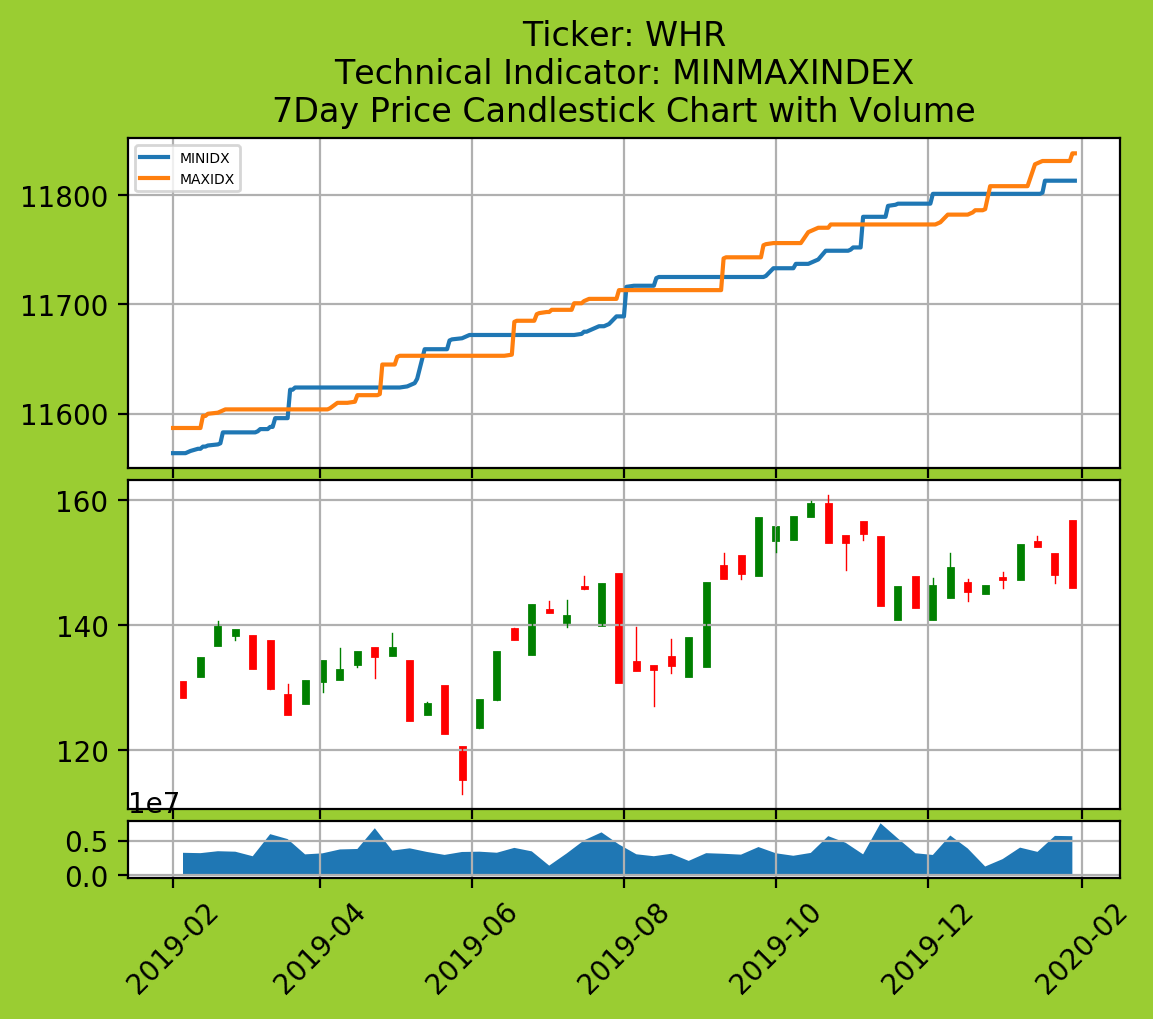 Ticker: WHR
Technical Indicator: MINMAXINDEX
7Day Price Candlestick Chart with Volume
MINIDX
MAXIDX
11800
11700
11600
160
140
120
1e7
0.5
0.0
2019-02
2019-04
2019-06
2019-08
2019-10
2019-12
2020-02